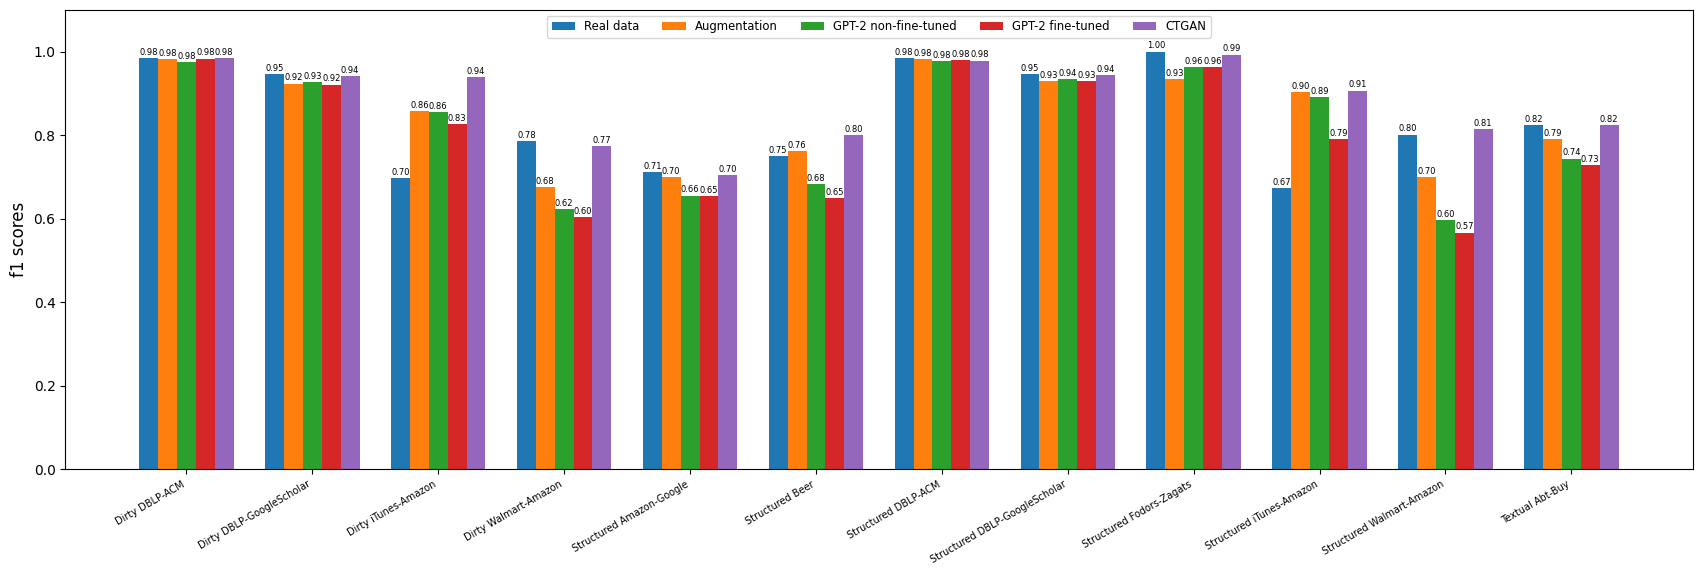 Real data Augmentation GPT-2 non-fine-tuned GPT-2 fine-tuned CTGAN
f1 scores
1.0
0.8
0.6
0.4
0.2
0.0
0.98 0.98 0.98 0.98 0.98
0.95 0.92 0.93 0.92 0.94
0.70 0.86 0.86 0.83 0.94
0.78 0.68 0.62 0.60 0.77
0.71 0.70 0.66 0.65 0.70
0.75 0.76 0.68 0.65 0.80
0.98 0.98 0.98 0.98 0.98
0.95 0.93 0.94 0.93 0.94
1.00 0.93 0.96 0.96 0.99
0.67 0.90 0.89 0.79 0.91
0.80 0.70 0.60 0.57 0.81
0.82 0.79 0.74 0.73 0.82
Dirty DBLP-ACM
Dirty DBLP-GoogleScholar
Dirty iTunes-Amazon
Dirty Walmart-Amazon
Structured Amazon-Google
Structured Beer
Structured DBLP-ACM
Structured DBLP-GoogleScholar
Structured Fodors-Zagats
Structured iTunes-Amazon
Structured Walmart-Amazon
Textual Abt-Buy